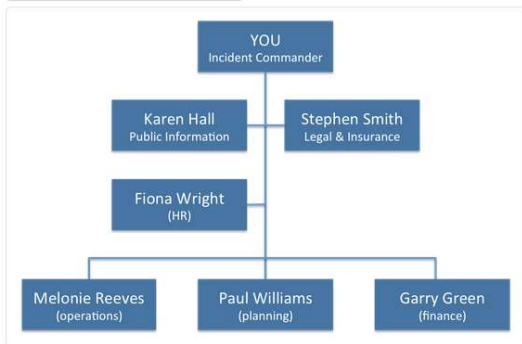 YOU
Incident Commander
Karen Hall
Public Information
Stephen Smith
Legal & Insurance
Fiona Wright
(HR)
Melonie Reeves
(operations)
Paul Williams
(planning)
Garry Green
(finance)